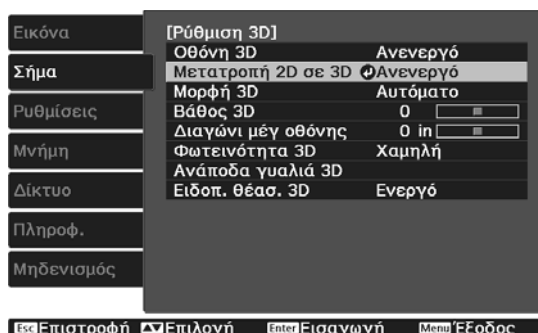 Εικόνα
Σήμα
Ρυθμίσεις
Μνήμη
Δίκτυο
Πληροφ.
Μηδενισμός
[Ρύθμιση 3D]
Οθόνη 3D Ανενεργό
Μετατροπή 2D σε 3D Ανενεργό
Μορφή 3D Αυτόματο
Βάθος 3D 0
Διαγώνι μέγ οθόνης 0 in
Φωτεινότητα 3D Χαμηλή
Ανάποδα γυαλιά 3D
Ειδοπ. θέασ. 3D Ενεργό
Esc Επιστροφή Επιλογή Enter Εισαγωγή Menu Έξοδος